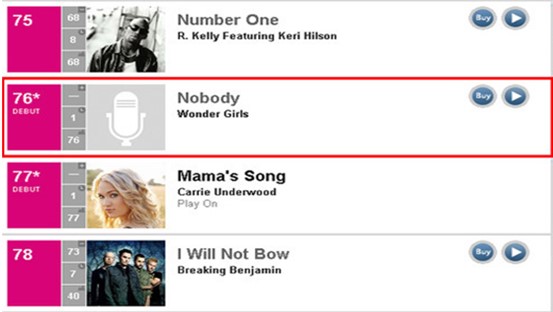 75
68
8
68
Number One
R. Kelly Featuring Keri Hilson
Buy
76*
DEBUT
—
1
76
Nobody
Wonder Girls
Buy
77*
DEBUT
—
1
77
Mama's Song
Carrie Underwood
Play On
78
73
7
40
I Will Not Bow
Breaking Benjamin
Buy